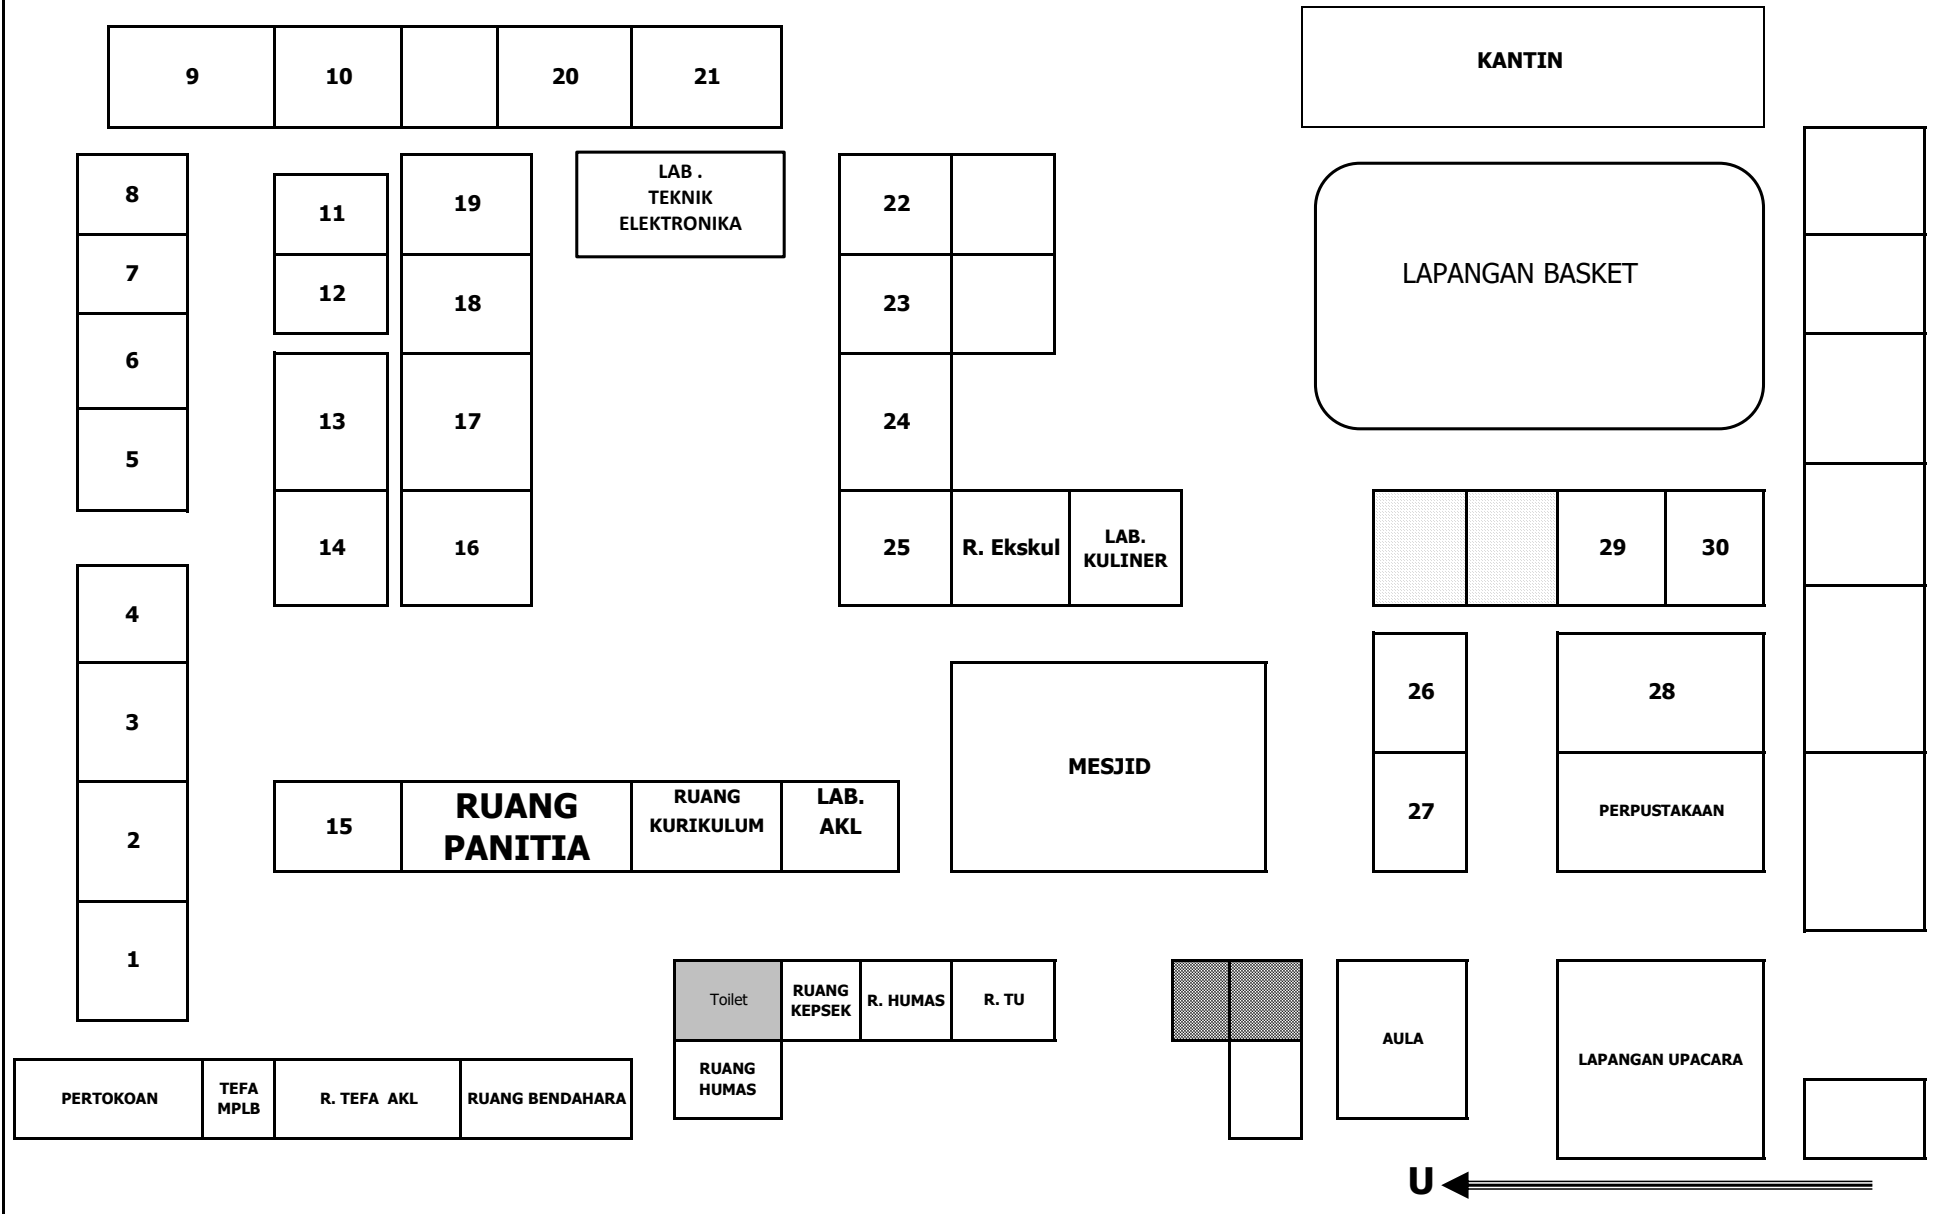 KANTIN
9
10
20
21
8
11
19
LAB .
TEKNIK
ELEKTRONIKA
22
LAPANGAN BASKET
7
12
18
23
6
13
17
24
5
14
16
25
R. Ekskul
LAB.
KULINER
29
30
4
3
26
28
MESJID
2
15
RUANG
PANITIA
RUANG
KURIKULUM
LAB.
AKL
27
PERPUSTAKAAN
1
Toilet
RUANG
KEPSEK
R. HUMAS
R. TU
AULA
LAPANGAN UPACARA
PERTOKOAN
TEFA
MPLB
R. TEFA AKL
RUANG BENDAHARA
RUANG
HUMAS
U